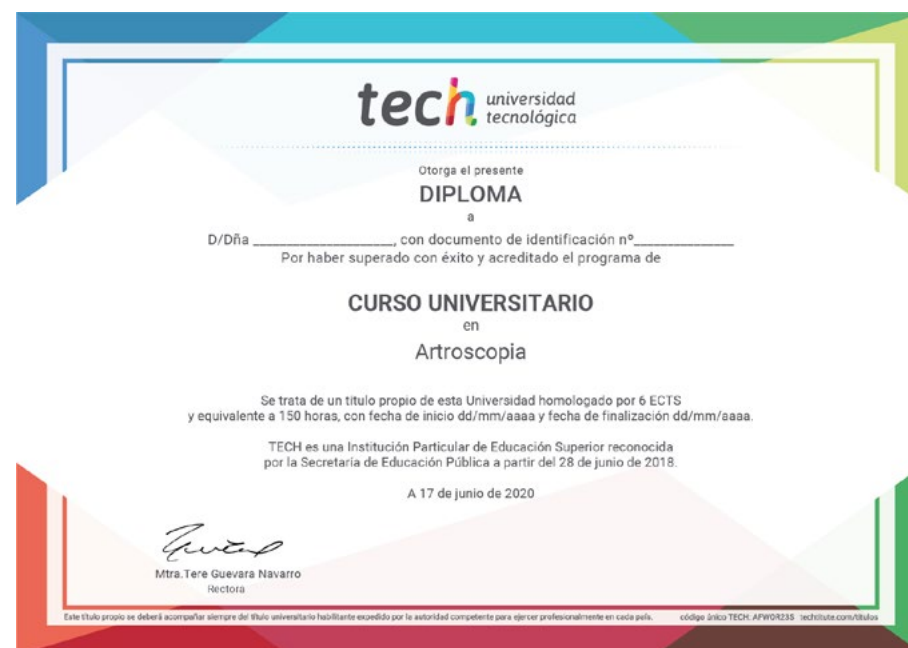 tech universidad
tecnológica
Otorga el presente
DIPLOMA
a
D/Dña ______________________, con documento de identificación nº________________
Por haber superado con éxito y acreditado el programa de
CURSO UNIVERSITARIO
en
Artroscopia
Se trata de un título propio de esta Universidad homologado por 6 ECTS
y equivalente a 150 horas, con fecha de inicio dd/mm/aaaa y fecha de finalización dd/mm/aaaa.
TECH es una Institución Particular de Educación Superior reconocida
por la Secretaría de Educación Pública a partir del 28 de junio de 2018.
A 17 de junio de 2020
Mtra.Tere Guevara Navarro
Rectora
Este título propio se deberá acompañar siempre del título universitario habilitante expedido por la autoridad competente para ejercer profesionalmente en cada país. código único TECH: AFWOR23S techtitute.com/títulos